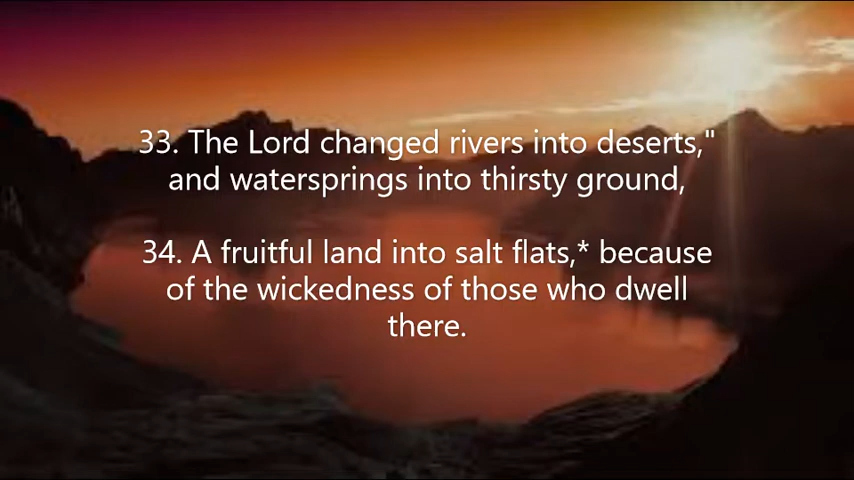 33. The Lord changed rivers into deserts,"
and watersprings into thirsty ground,
34. A fruitful land into salt flats,* because
of the wickedness of those who dwell
there.